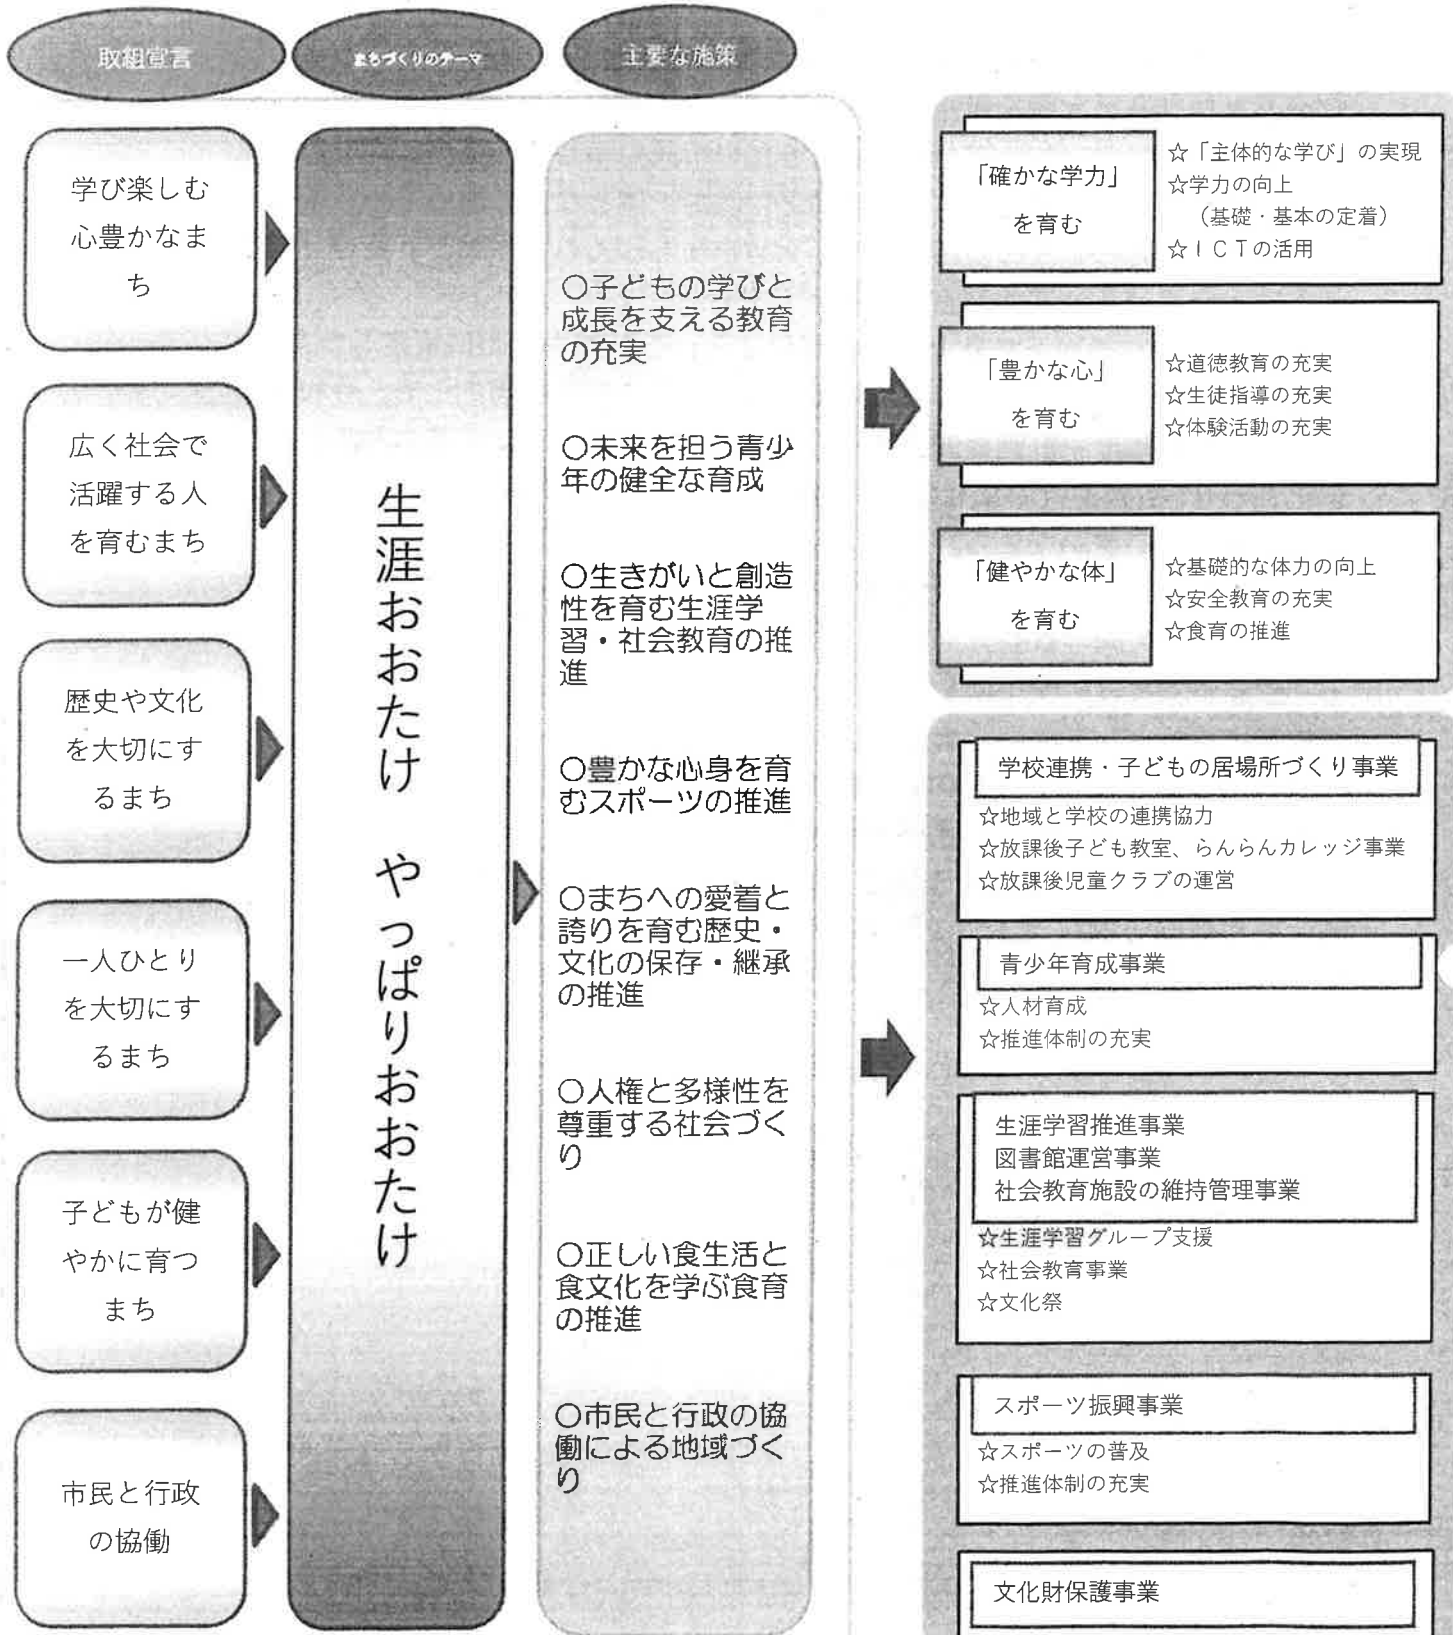 取組宣言
まちづくりのテーマ
主要な施策
学び楽しむ
心豊かなま
ち
広く社会で
活躍する人
を育むまち
歴史や文化
を大切にす
るまち
一人ひとり
を大切にす
るまち
子どもが健
やかに育つ
まち
市民と行政
の協働
生涯おおたけ　やっぱりおおたけ
〇子どもの学びと
成長を支える教育
の充実
〇未来を担う青少
年の健全な育成
〇生きがいと創造
性を育む生涯学
習・社会教育の推
進
〇豊かな心身を育
むスポーツの推進
〇まちへの愛着と
誇りを育む歴史・
文化の保存・継承
の推進
〇人権と多様性を
尊重する社会づく
り
〇正しい食生活と
食文化を学ぶ食育
の推進
〇市民と行政の協
働による地域づく
り
「確かな学力」
を育む
☆「主体的な学び」の実現
☆学力の向上
（基礎・基本の定着）
☆ＩＣＴの活用
「豊かな心」
を育む
☆道徳教育の充実
☆生徒指導の充実
☆体験活動の充実
「健やかな体」
を育む
☆基礎的な体力の向上
☆安全教育の充実
☆食育の推進
学校連携・子どもの居場所づくり事業
☆地域と学校の連携協力
☆放課後子ども教室、らんらんカレッジ事業
☆放課後児童クラブの運営
青少年育成事業
☆人材育成
☆推進体制の充実
生涯学習推進事業
図書館運営事業
社会教育施設の維持管理事業
☆生涯学習グループ支援
☆社会教育事業
☆文化祭
スポーツ振興事業
☆スポーツの普及
☆推進体制の充実
文化財保護事業